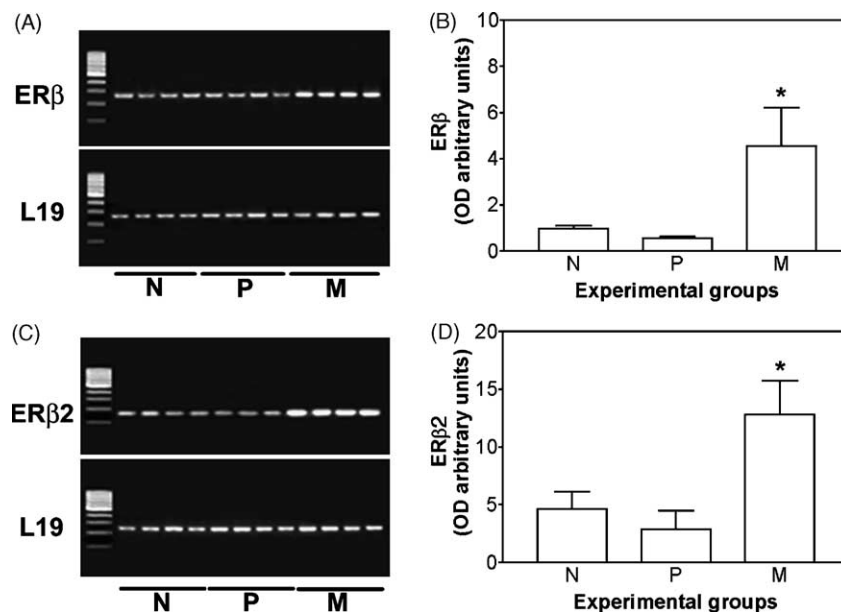 (A)
ERβ
L19
N P M
(B)
10
8
6
4
2
0
ERβ
(OD arbitrary units)
*
N P M
Experimental groups
(C)
ERβ2
L19
N P M
(D)
20
15
10
5
0
ERβ2
(OD arbitrary units)
*
N P M
Experimental groups